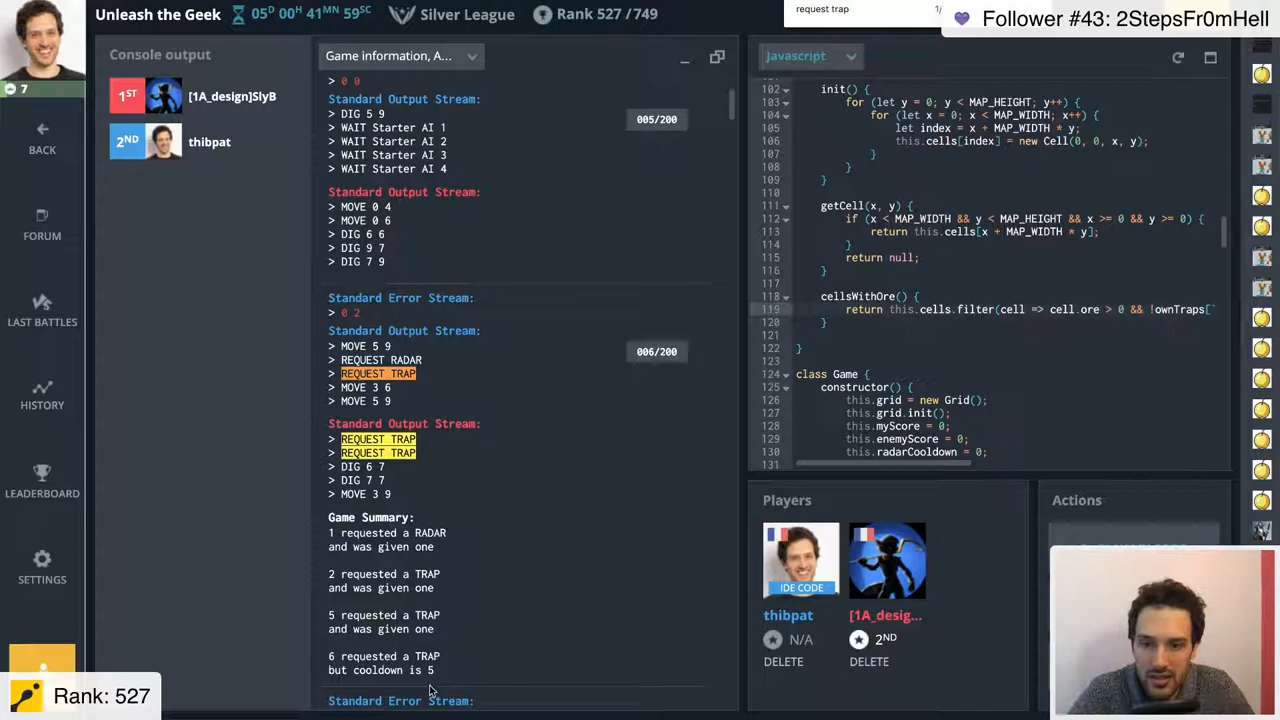 Unleash the Geek
05D 00H 41MN 59SC
Silver League
Rank 527 / 749
request trap
1/
Follower #43: 2StepsFr0mHell
7
BACK
FORUM
LAST BATTLES
HISTORY
LEADERBOARD
SETTINGS
Rank: 527
Console output
1ST
[1A_design]SlyB
2ND
thibpat
Game information, A...
> 0 0
Standard Output Stream:
005/200
> DIG 5 9
> WAIT Starter AI 1
> WAIT Starter AI 2
> WAIT Starter AI 3
> WAIT Starter AI 4
Standard Output Stream:
> MOVE 0 4
> MOVE 0 6
> DIG 6 6
> DIG 9 7
> DIG 7 9
Standard Error Stream:
> 0 2
Standard Output Stream:
006/200
> MOVE 5 9
> REQUEST RADAR
> REQUEST TRAP
> MOVE 3 6
> MOVE 5 9
Standard Output Stream:
> REQUEST TRAP
> REQUEST TRAP
> DIG 6 7
> DIG 7 7
> MOVE 3 9
Game Summary:
1 requested a RADAR
and was given one
2 requested a TRAP
and was given one
5 requested a TRAP
and was given one
6 requested a TRAP
but cooldown is 5
Standard Error Stream:
Javascript
102 init() {
103 for (let y = 0; y < MAP_HEIGHT; y++) {
104 for (let x = 0; x < MAP_WIDTH; x++) {
105 let index = x + MAP_WIDTH * y;
106 this.cells[index] = new Cell(0, 0, x, y);
107 }
108 }
109 }
110
111 getCell(x, y) {
112 if (x < MAP_WIDTH && y < MAP_HEIGHT && x >= 0 && y >= 0) {
113 return this.cells[x + MAP_WIDTH * y];
114 }
115 return null;
116 }
117
118 cellsWithOre() {
119 return this.cells.filter(cell => cell.ore > 0 && !ownTraps[`
120 }
121
122 }
123
124 class Game {
125 constructor() {
126 this.grid = new Grid();
127 this.grid.init();
128 this.myScore = 0;
129 this.enemyScore = 0;
130 this.radarCooldown = 0;
131
Players
IDE CODE
thibpat
N/A
DELETE
[1A_desig...
2ND
DELETE
Actions